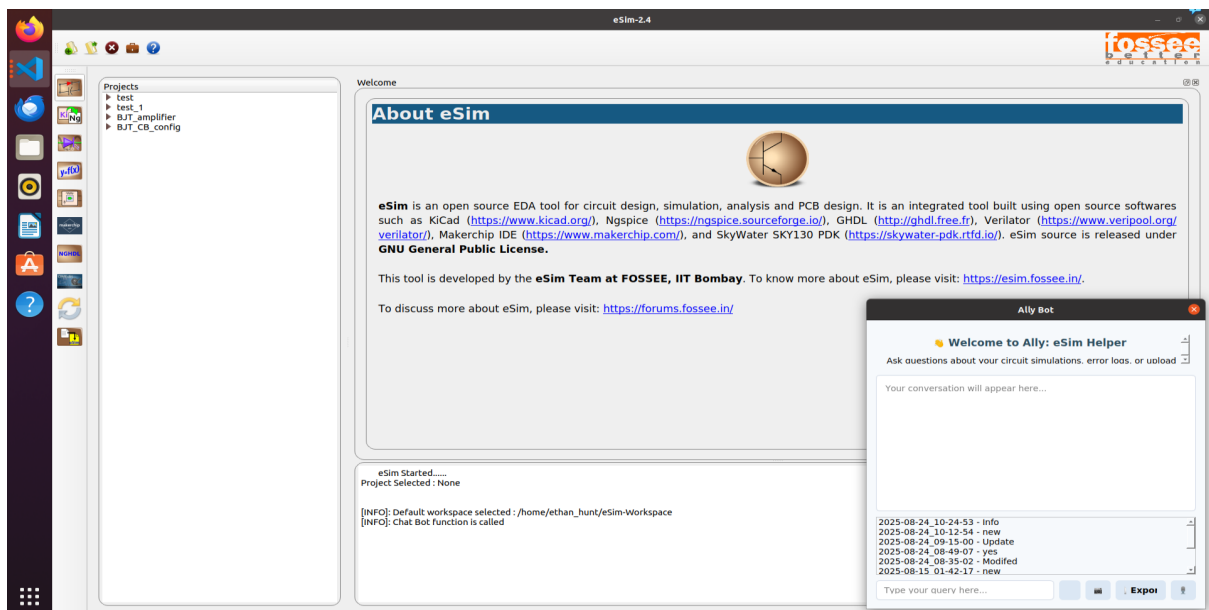 eSim-2.4
fossee
better
education
Projects
test
test_1
BJT_amplifier
BJT_CB_config
Ki
Ng
y=f(x)
makerchip
NGHDL
Welcome
About eSim
eSim is an open source EDA tool for circuit design, simulation, analysis and PCB design. It is an integrated tool built using open source softwares
such as KiCad (https://www.kicad.org/), Ngspice (https://ngspice.sourceforge.io/), GHDL (http://ghdl.free.fr), Verilator (https://www.veripool.org/
verilator/), Makerchip IDE (https://www.makerchip.com/), and SkyWater SKY130 PDK (https://skywater-pdk.rtfd.io/). eSim source is released under
GNU General Public License.
This tool is developed by the eSim Team at FOSSEE, IIT Bombay. To know more about eSim, please visit: https://esim.fossee.in/.
To discuss more about eSim, please visit: https://forums.fossee.in/
eSim Started......
Project Selected : None
[INFO]: Default workspace selected : /home/ethan_hunt/eSim-Workspace
[INFO]: Chat Bot function is called
Ally Bot
👋 Welcome to Ally: eSim Helper
Ask questions about your circuit simulations, error logs, or upload
Your conversation will appear here...
2025-08-24_10-24-53 - Info
2025-08-24_10-12-54 - new
2025-08-24_09-15-00 - Update
2025-08-24_08-49-07 - yes
2025-08-24_08-35-02 - Modifed
2025-08-15_01-42-17 - new
Type your query here...
Expor